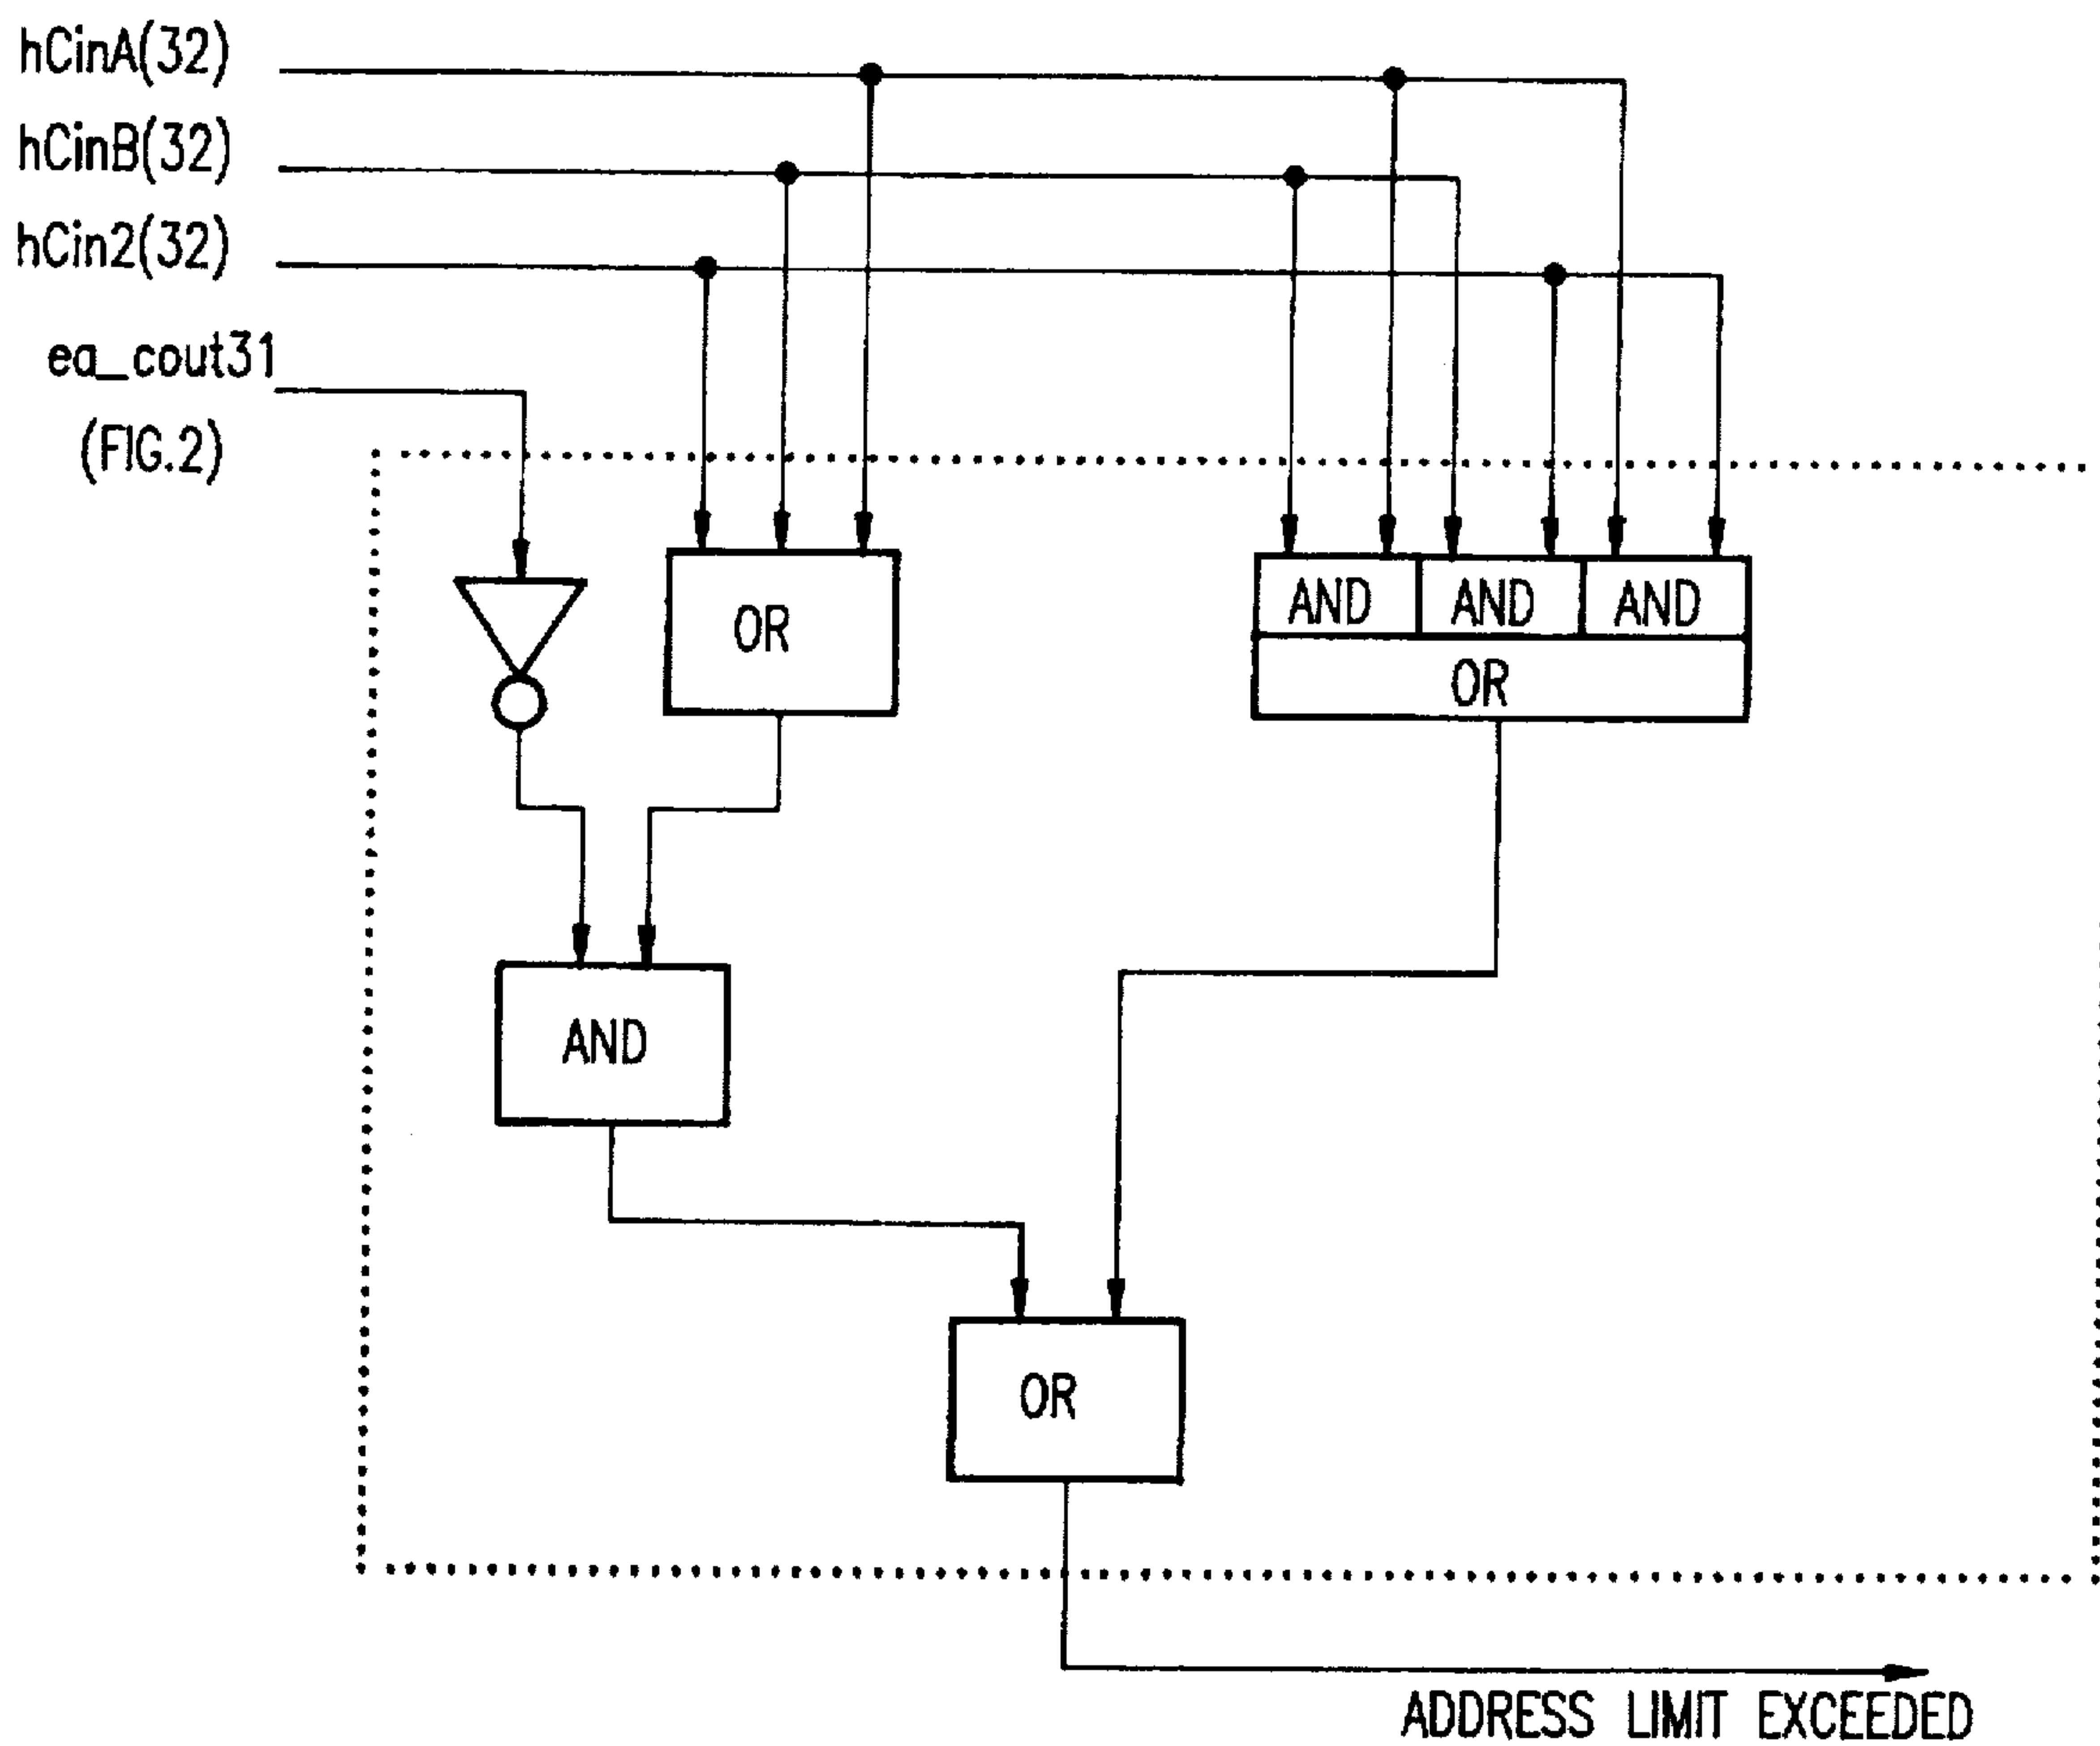 hCinA(32)
hCinB(32)
hCin2(32)
ea_cout31
(FIG.2)
OR
AND AND AND
OR
AND
OR
ADDRESS LIMIT EXCEEDED